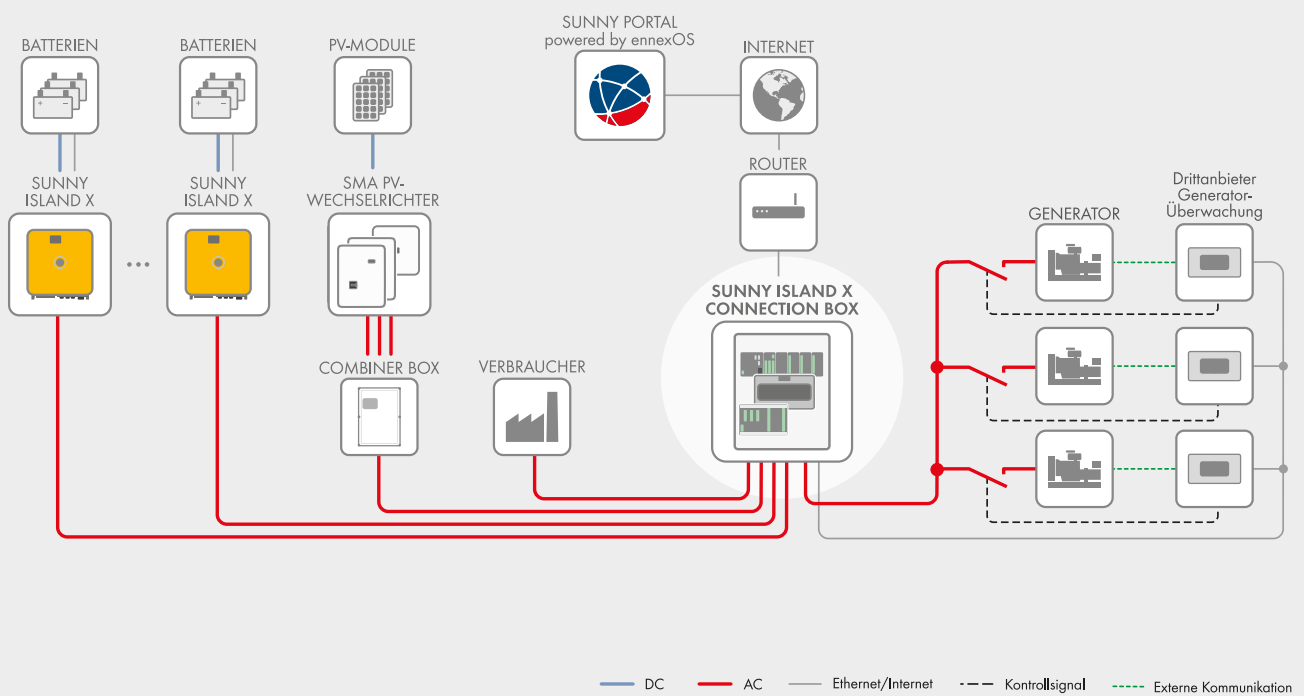 SUNNY PORTAL
powered by ennexOS
INTERNET
BATTERIEN
BATTERIEN
PV-MODULE
ROUTER
SUNNY
ISLAND X
SUNNY
ISLAND X
SMA PV-
WECHSELRICHTER
...
GENERATOR
Drittanbieter
Generator-
Überwachung
SUNNY ISLAND X
CONNECTION BOX
COMBINER BOX
VERBRAUCHER
DC
AC
Ethernet/Internet
Kontrollsignal
Externe Kommunikation